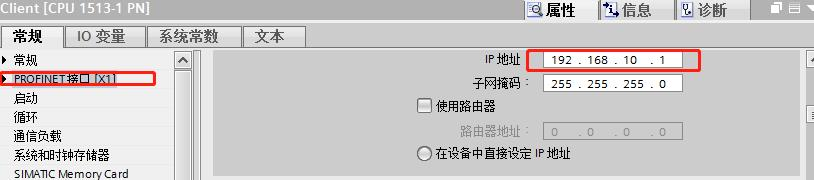 Client [CPU 1513-1 PN]
属性 信息 诊断
常规 IO 变量 系统常数 文本
常规
PROFINET接口 [X1]
启动
循环
通信负载
系统和时钟存储器
SIMATIC Memory Card
IP 地址 192 . 168 . 10 . 1
子网掩码： 255 . 255 . 255 . 0
使用路由器
路由器地址： 0 . 0 . 0 . 0
在设备中直接设定 IP 地址